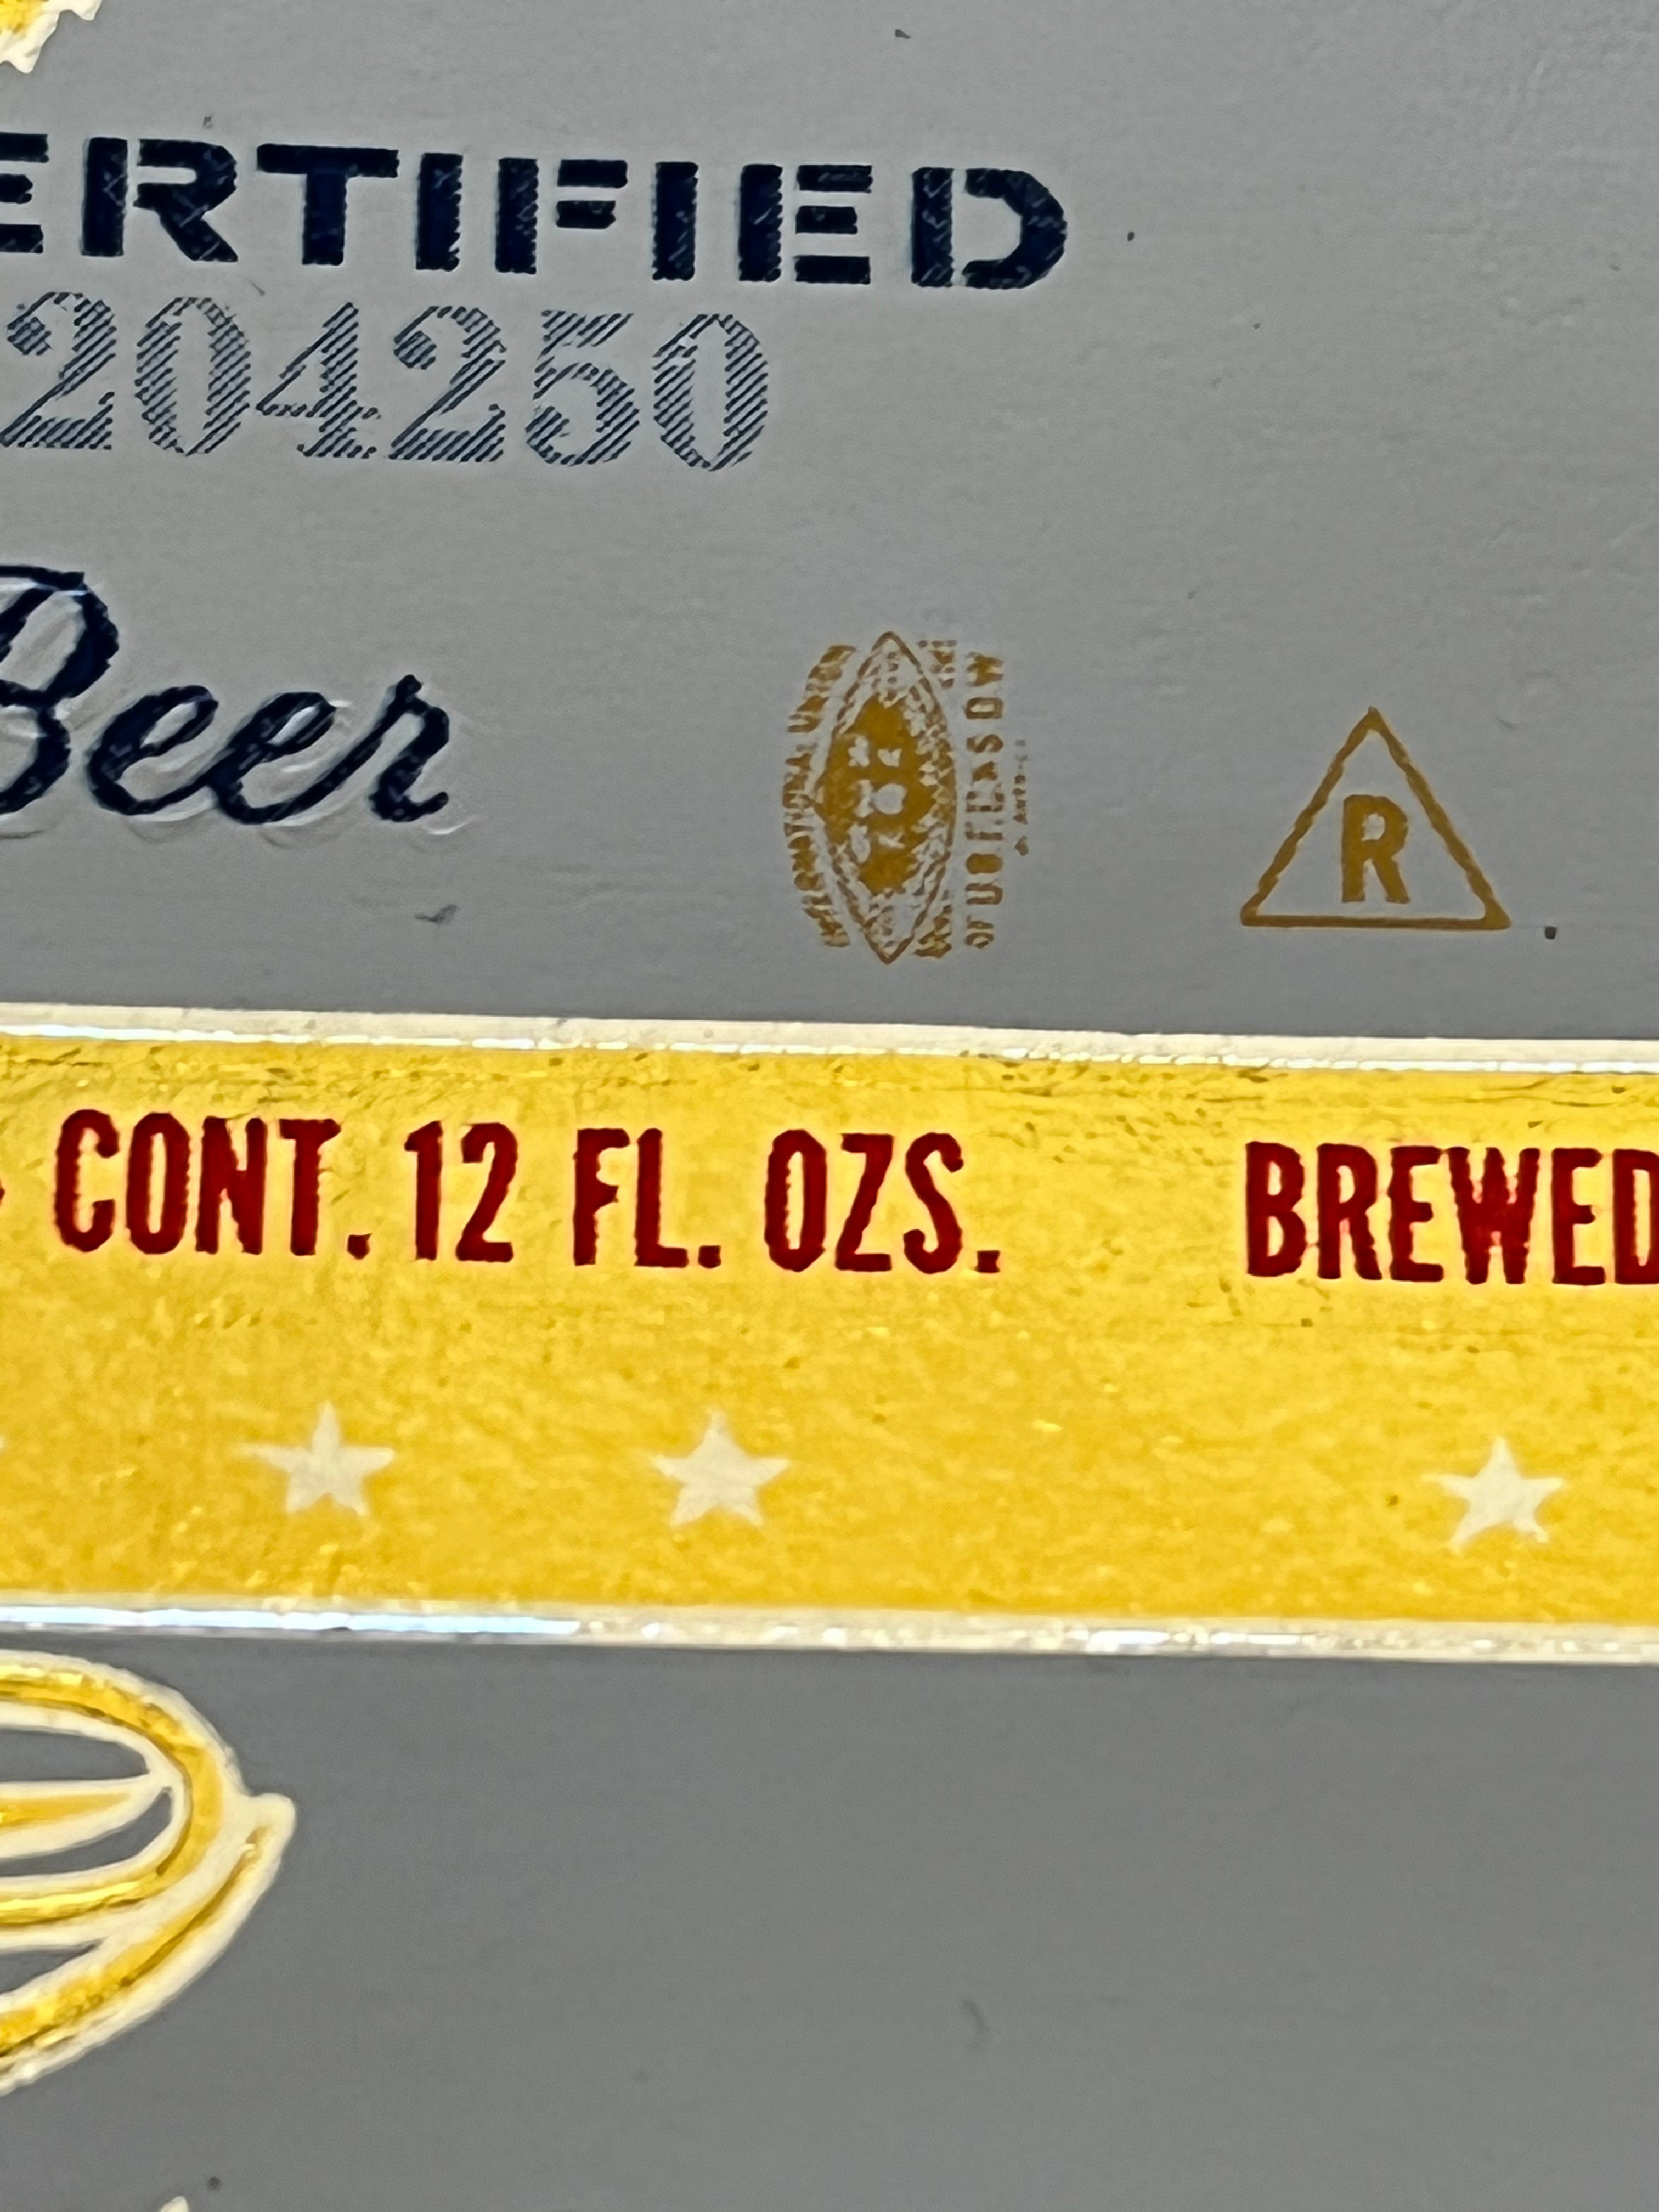 ERTIFIED
204250
Beer
R
CONT. 12 FL. OZS.
BREWED